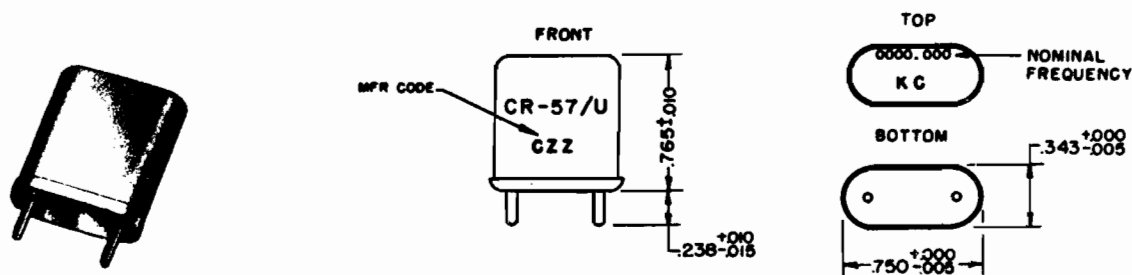 FRONT
MFR CODE
CR-57/U
CZZ
.765±.010
.238 +.010 -.015
TOP
0000.000
KC
NOMINAL
FREQUENCY
BOTTOM
.343 +.000 -.005
.750 +.000 -.005